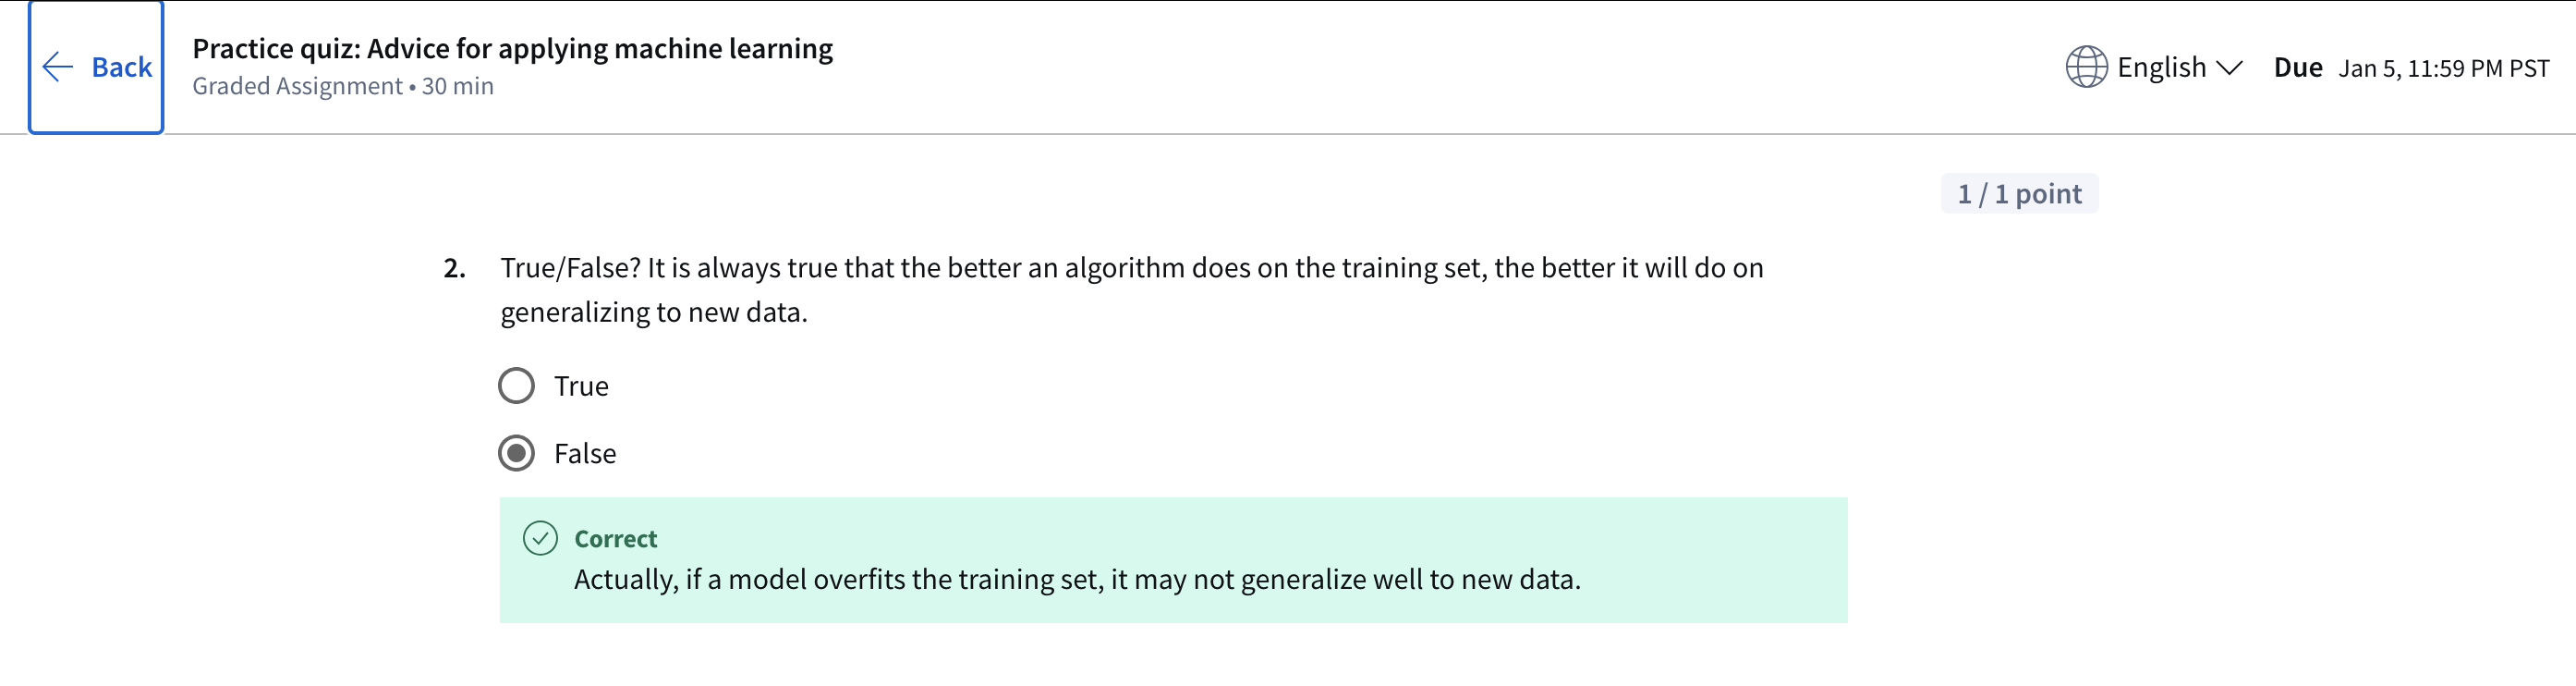 Back
Practice quiz: Advice for applying machine learning
Graded Assignment • 30 min
English
Due Jan 5, 11:59 PM PST
1 / 1 point
2. True/False? It is always true that the better an algorithm does on the training set, the better it will do on
generalizing to new data.
True
False
Correct
Actually, if a model overfits the training set, it may not generalize well to new data.